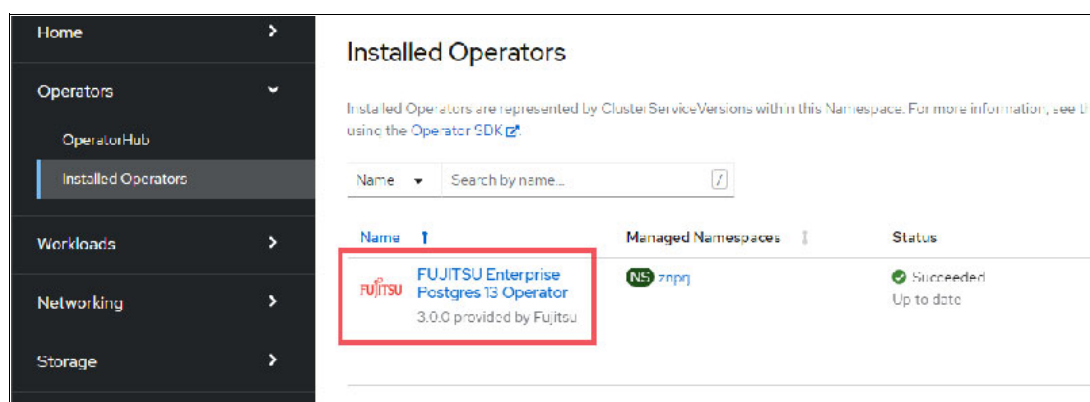 Home
Installed Operators
Operators
Installed Operators are represented by ClusterServiceVersions within this Namespace. For more information, see th
using the Operator SDK
OperatorHub
Installed Operators
Name
Search by name...
/
Workloads
Name
Managed Namespaces
Status
FUJITSU
FUJITSU Enterprise
Postgres 13 Operator
3.0.0 provided by Fujitsu
NS znprj
Succeeded
Up to date
Networking
Storage